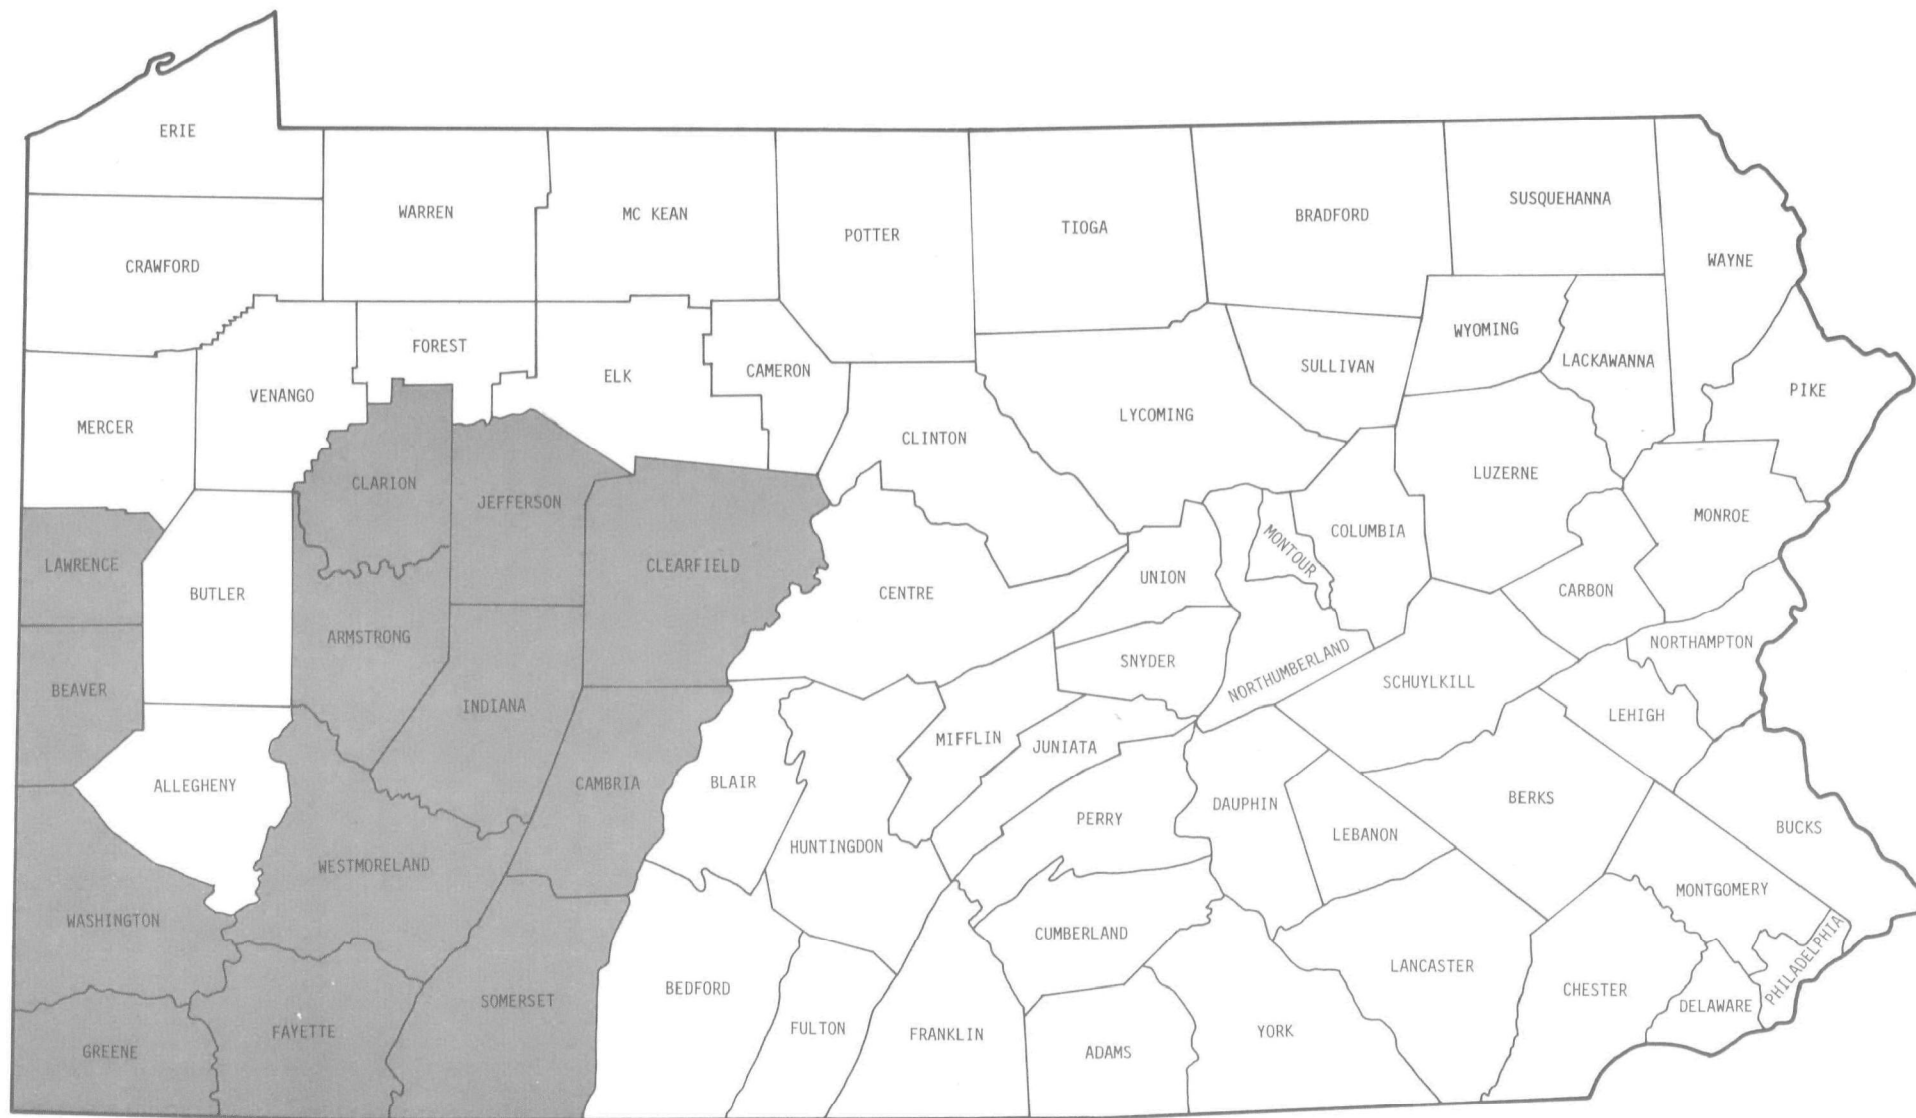 ERIE
WARREN
MC KEAN
POTTER
TIOGA
BRADFORD
SUSQUEHANNA
WAYNE
CRAWFORD
FOREST
ELK
CAMERON
WYOMING
LACKAWANNA
SULLIVAN
PIKE
MERCER
VENANGO
CLINTON
LYCOMING
LUZERNE
CLARION
JEFFERSON
MONROE
COLUMBIA
MONTOUR
LAWRENCE
CLEARFIELD
BUTLER
CENTRE
UNION
CARBON
ARMSTRONG
NORTHAMPTON
BEAVER
INDIANA
SNYDER
NORTHUMBERLAND
SCHUYLKILL
LEHIGH
MIFFLIN
JUNIATA
ALLEGHENY
CAMBRIA
BLAIR
DAUPHIN
BERKS
PERRY
BUCKS
LEBANON
HUNTINGDON
WESTMORELAND
MONTGOMERY
WASHINGTON
CUMBERLAND
LANCASTER
PHILADELPHIA
SOMERSET
BEDFORD
CHESTER
DELAWARE
FAYETTE
FULTON
FRANKLIN
YORK
GREENE
ADAMS